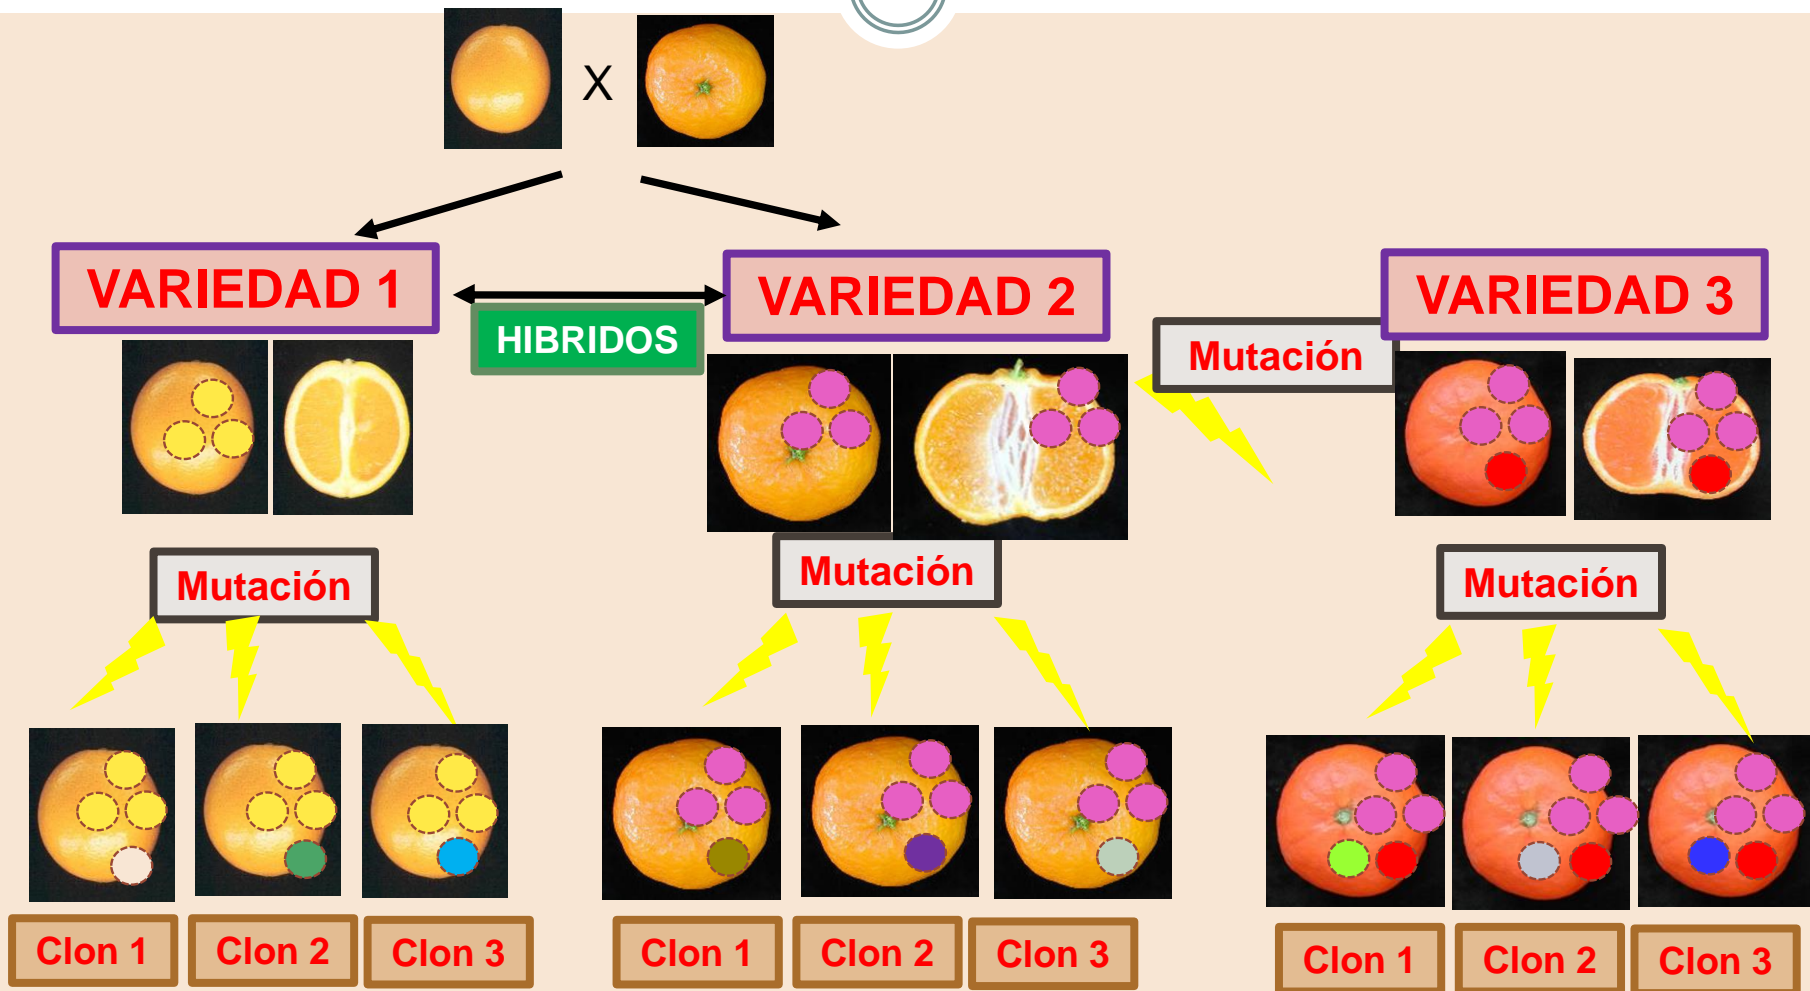 X
VARIEDAD 1
HIBRIDOS
VARIEDAD 2
Mutación
VARIEDAD 3
Mutación
Mutación
Mutación
Clon 1
Clon 2
Clon 3
Clon 1
Clon 2
Clon 3
Clon 1
Clon 2
Clon 3